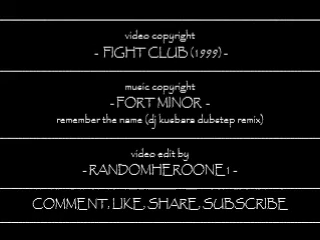 video copyright
- FIGHT CLUB (1999) -
music copyright
- FORT MINOR -
remember the name (dj kusbara dubstep remix)
video edit by
- RANDOMHEROONE1 -
COMMENT, LIKE, SHARE, SUBSCRIBE